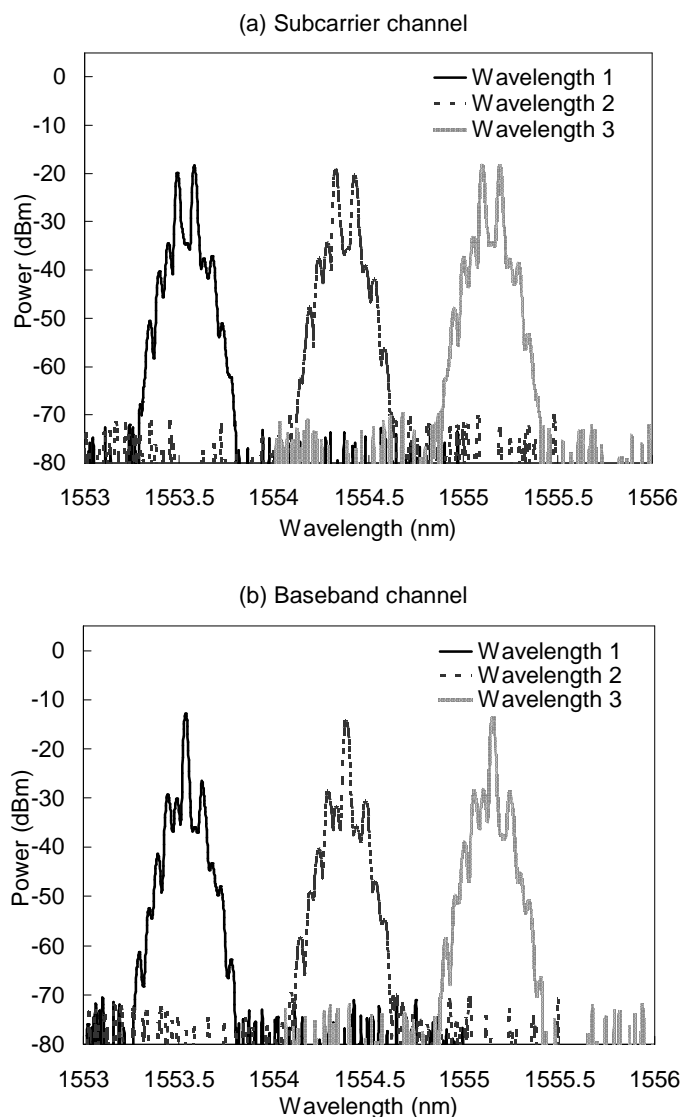 (a) Subcarrier channel
0
-10
-20
-30
-40
-50
-60
-70
-80
Power (dBm)
Wavelength 1
Wavelength 2
Wavelength 3
1553 1553.5 1554 1554.5 1555 1555.5 1556
Wavelength (nm)
(b) Baseband channel
0
-10
-20
-30
-40
-50
-60
-70
-80
Power (dBm)
Wavelength 1
Wavelength 2
Wavelength 3
1553 1553.5 1554 1554.5 1555 1555.5 1556
Wavelength (nm)